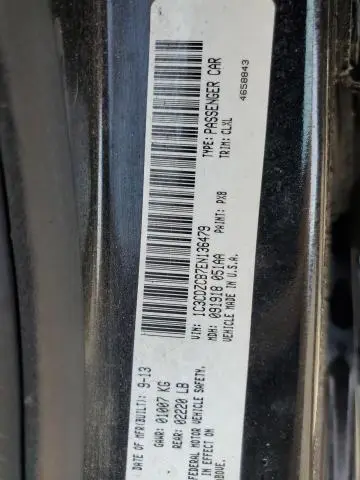 DATE OF MFR(BUILT): 9-13
GAWR: 01007 KG
REAR: 02220 LB
FEDERAL MOTOR VEHICLE SAFETY,
IN EFFECT ON
ABOVE.
VIN: 1C3CDZCB7EN136479
TYPE: PASSENGER CAR
MDH: 091918 051AA
PAINT: PX8
TRIM: CLXL
VEHICLE MADE IN U.S.A.
4658843